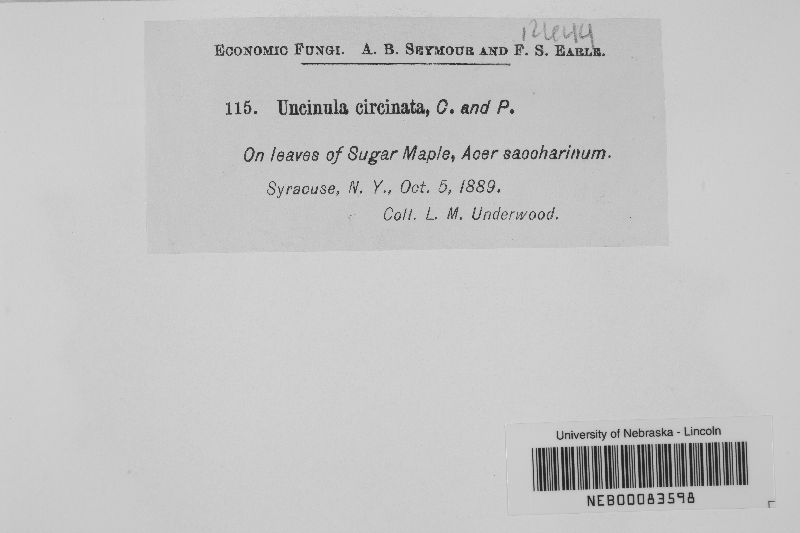 12644
Economic Fungi. A. B. Seymour and F. S. Earle.
115. Uncinula circinata, C. and P.
On leaves of Sugar Maple, Acer saccharinum.
Syracuse, N. Y., Oct. 5, 1889.
Coll. L. M. Underwood.
University of Nebraska - Lincoln
NEB00083598